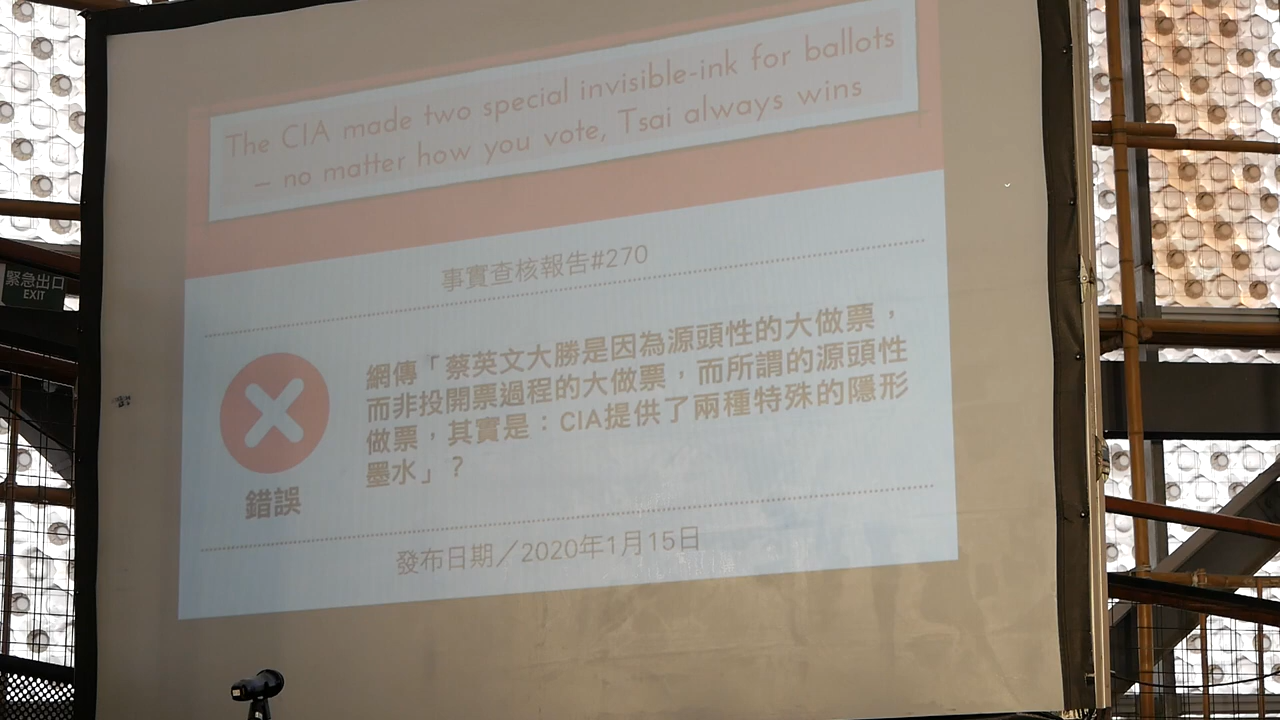 The CIA made two special invisible-ink for ballots
– no matter how you vote, Tsai always wins
事實查核報告#270
網傳「蔡英文大勝是因為源頭性的大做票，
而非投開票過程的大做票，而所謂的源頭性
做票，其實是：CIA提供了兩種特殊的隱形
墨水」？
錯誤
發布日期／2020年1月15日
緊急出口
EXIT